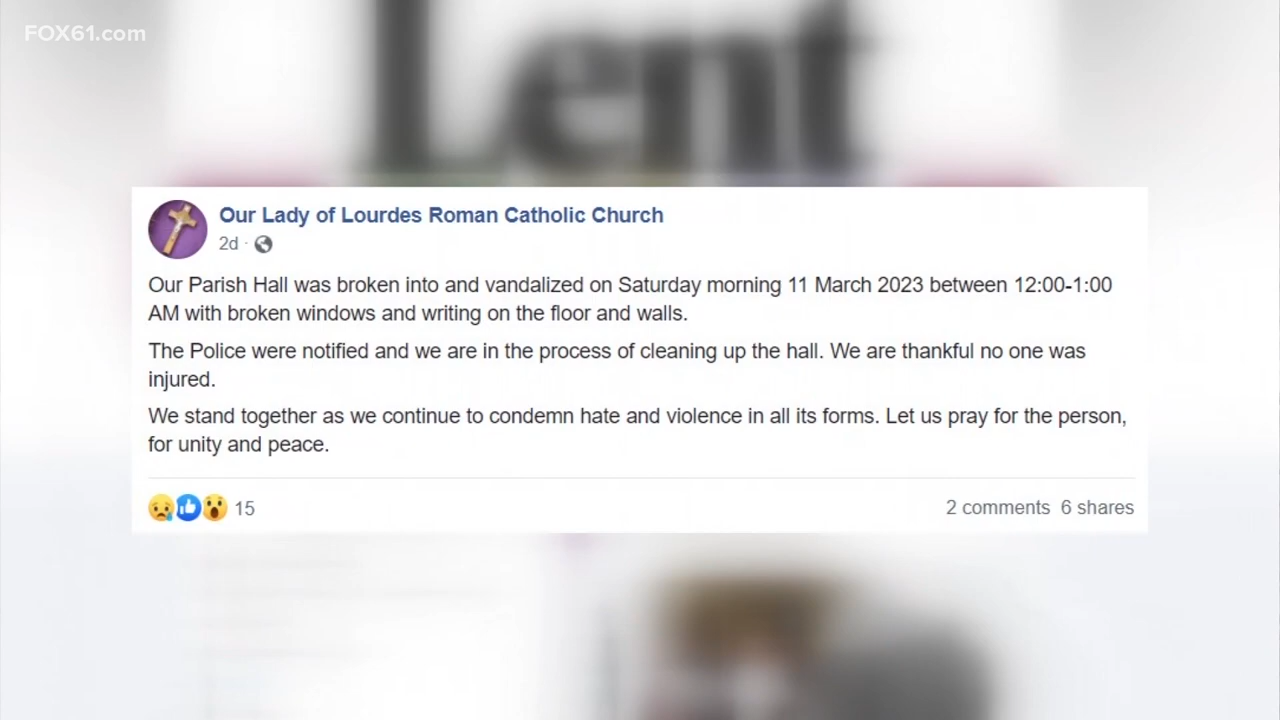 FOX61.com
Lent
Our Lady of Lourdes Roman Catholic Church
2d ·
Our Parish Hall was broken into and vandalized on Saturday morning 11 March 2023 between 12:00-1:00
AM with broken windows and writing on the floor and walls.
The Police were notified and we are in the process of cleaning up the hall. We are thankful no one was
injured.
We stand together as we continue to condemn hate and violence in all its forms. Let us pray for the person,
for unity and peace.
15
2 comments 6 shares